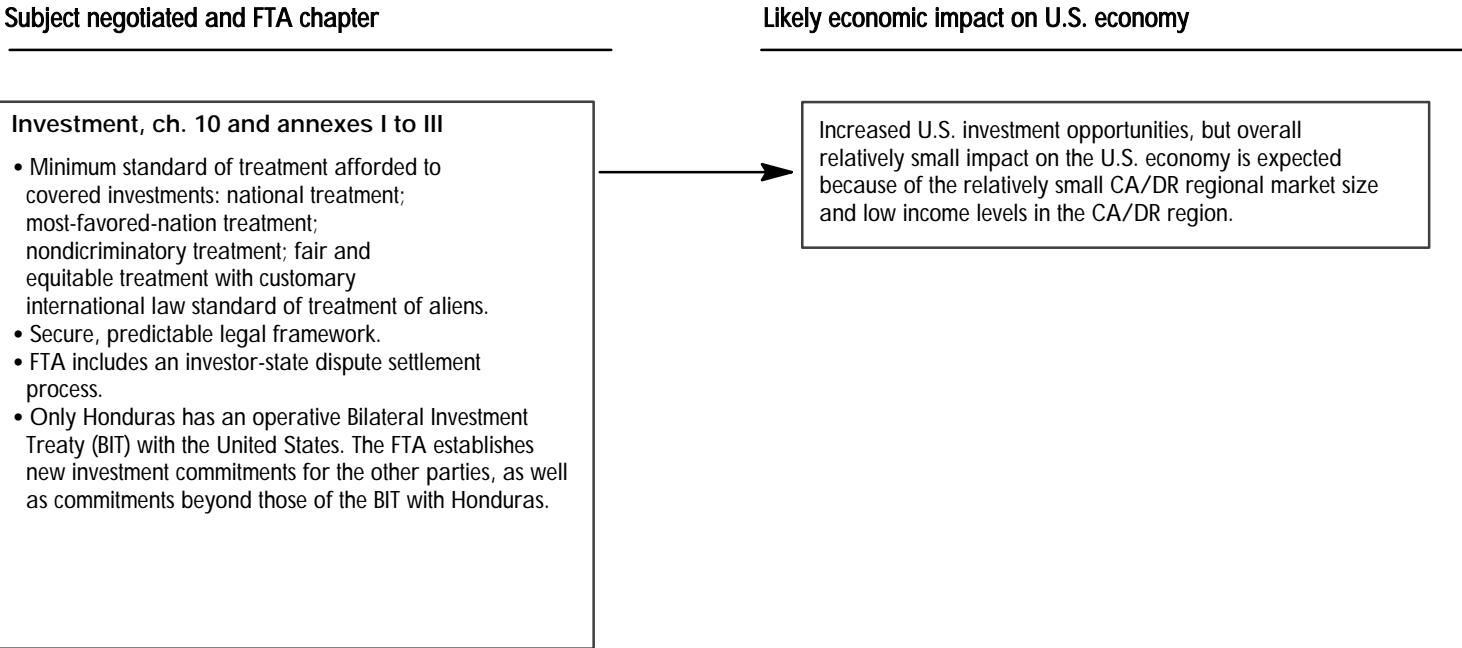 Subject negotiated and FTA chapter
Likely economic impact on U.S. economy
Investment, ch. 10 and annexes I to III
• Minimum standard of treatment afforded to
covered investments: national treatment;
most-favored-nation treatment;
nondicriminatory treatment; fair and
equitable treatment with customary
international law standard of treatment of aliens.
• Secure, predictable legal framework.
• FTA includes an investor-state dispute settlement
process.
• Only Honduras has an operative Bilateral Investment
Treaty (BIT) with the United States. The FTA establishes
new investment commitments for the other parties, as well
as commitments beyond those of the BIT with Honduras.
Increased U.S. investment opportunities, but overall
relatively small impact on the U.S. economy is expected
because of the relatively small CA/DR regional market size
and low income levels in the CA/DR region.